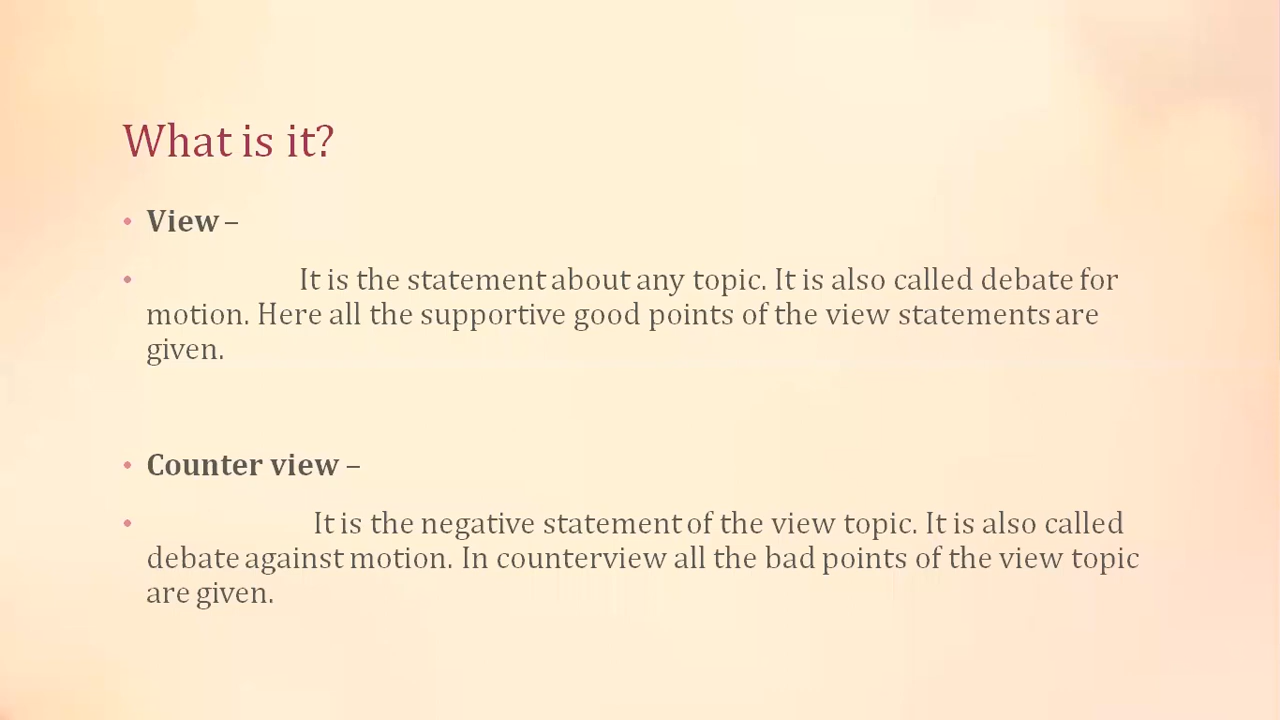 What is it?
• View –
• It is the statement about any topic. It is also called debate for
motion. Here all the supportive good points of the view statements are
given.
• Counter view –
• It is the negative statement of the view topic. It is also called
debate against motion. In counterview all the bad points of the view topic
are given.